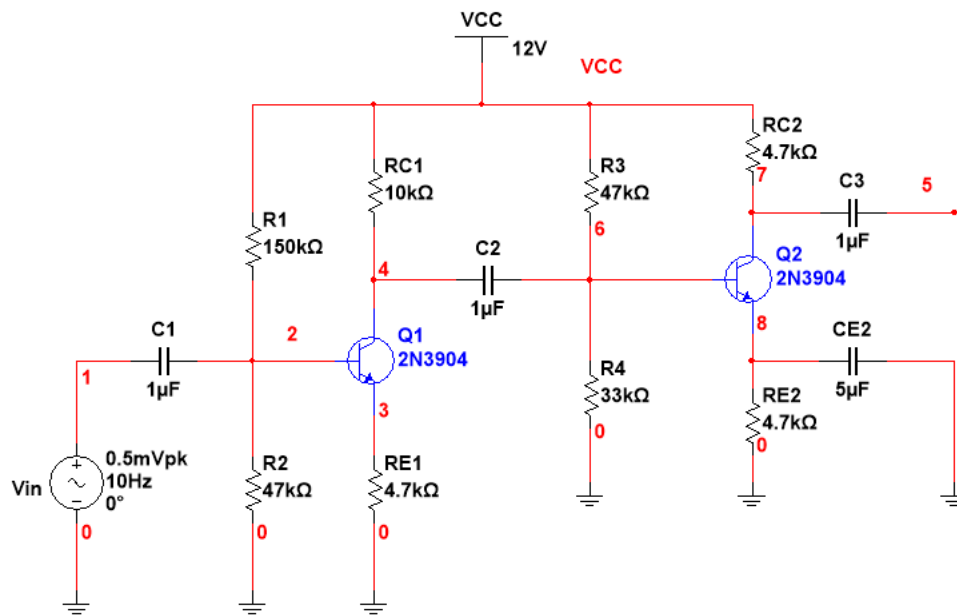 VCC
12V
VCC
RC1
10kΩ
R3
47kΩ
6
RC2
4.7kΩ
7
C3
1µF
5
R1
150kΩ
4
C2
1µF
Q2
2N3904
C1
1µF
2
Q1
2N3904
8
CE2
5µF
1
3
R4
33kΩ
0
RE2
4.7kΩ
0
Vin
0.5mVpk
10Hz
0°
0
R2
47kΩ
0
RE1
4.7kΩ
0